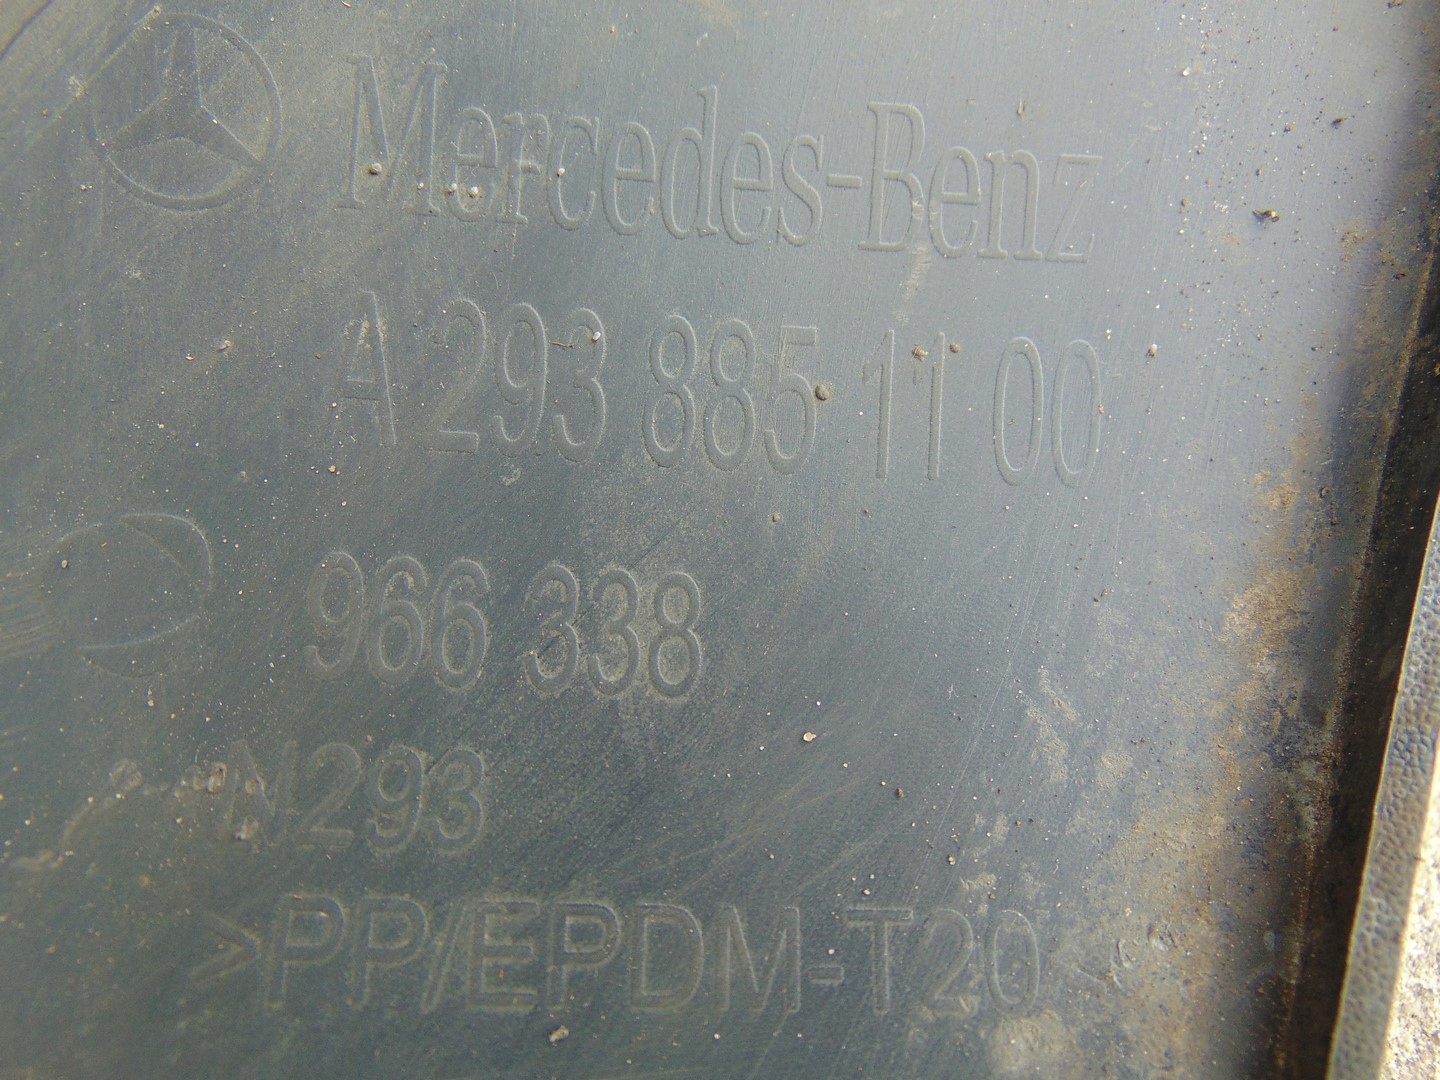 Mercedes-Benz
A 293 885 11 00
966 338
N293
>PP/EPDM-T20<